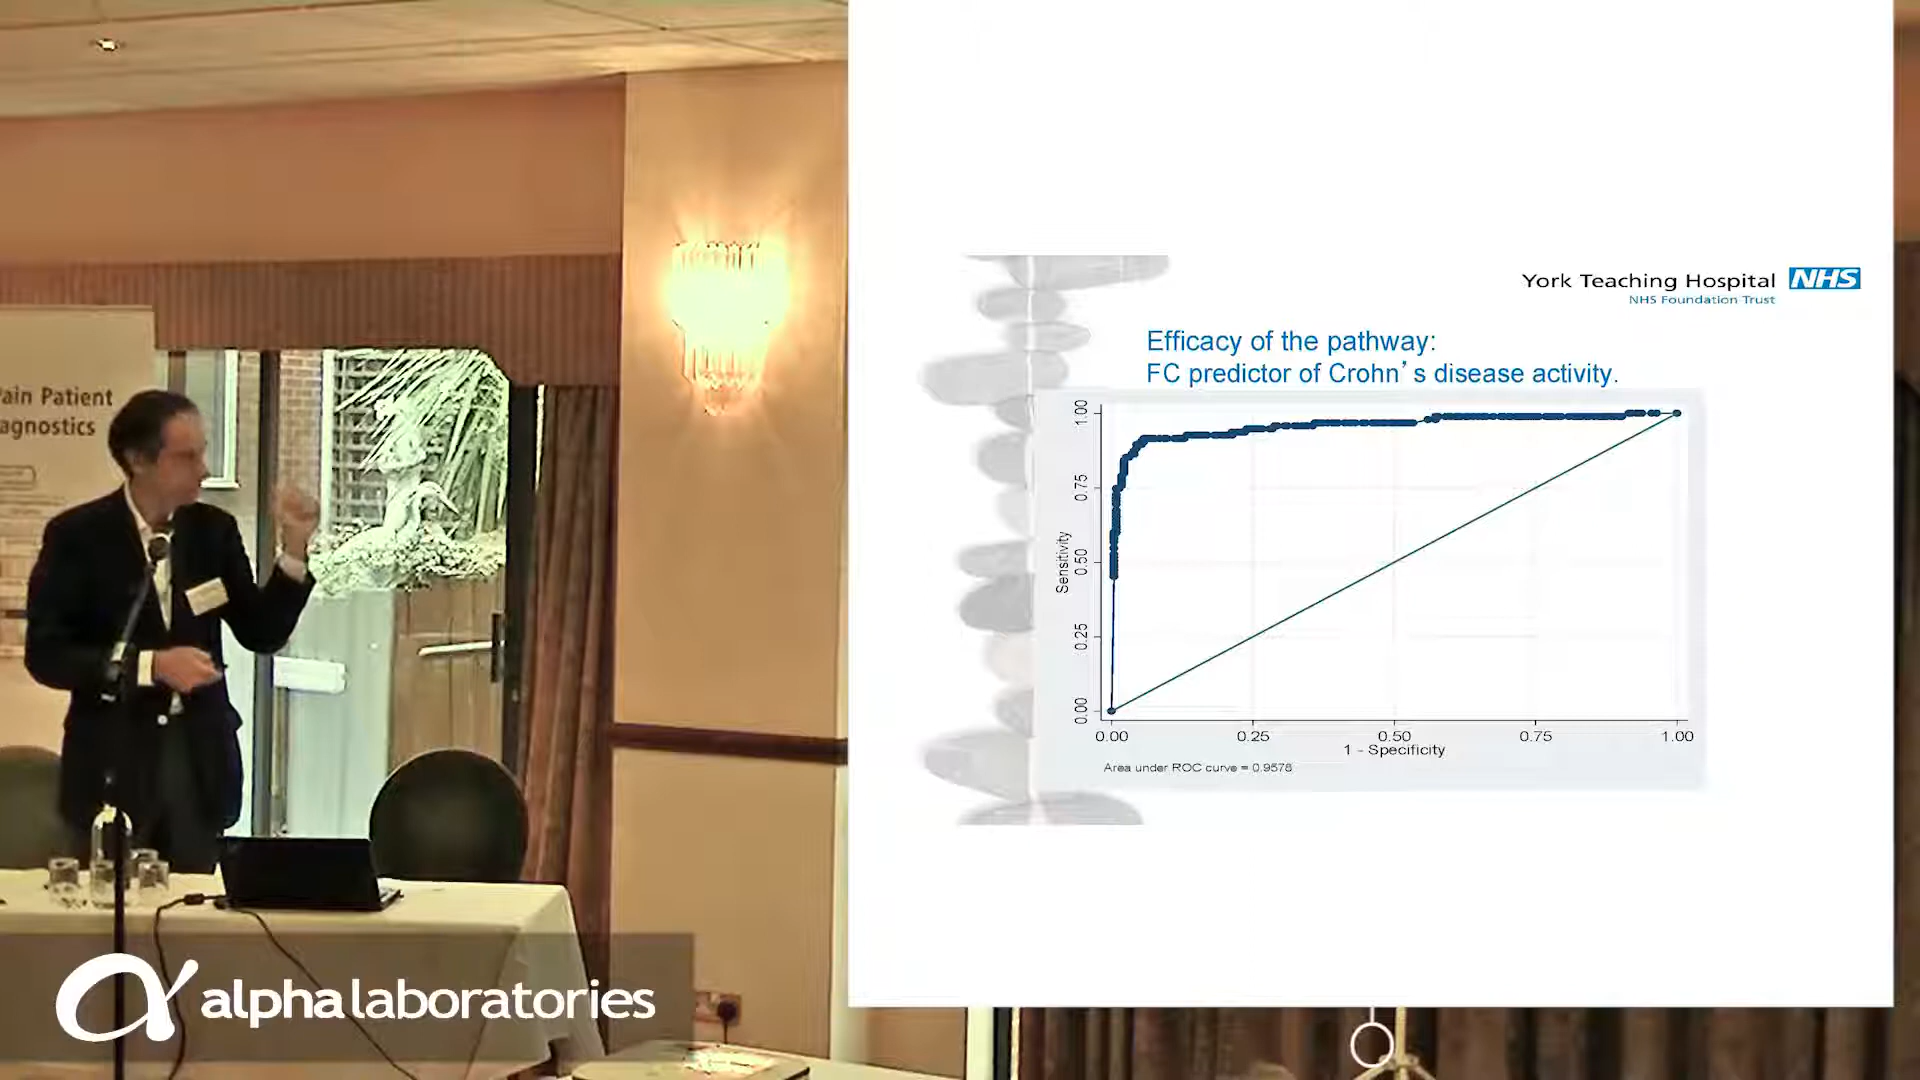 Pain Patient
agnostics
York Teaching Hospital NHS
NHS Foundation Trust
Efficacy of the pathway:
FC predictor of Crohn's disease activity.
Sensitivity
1.00
0.75
0.50
0.25
0.00
0.00 0.25 0.50 0.75 1.00
1 - Specificity
Area under ROC curve = 0.9578
alpha laboratories